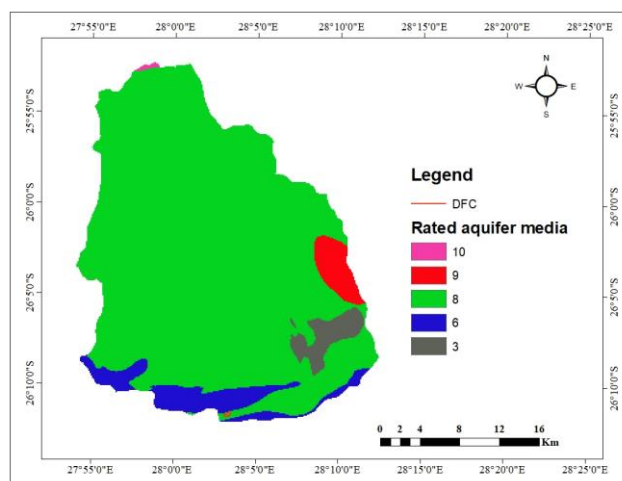 27°55'0"E 28°0'0"E 28°5'0"E 28°10'0"E 28°15'0"E 28°20'0"E 28°25'0"E
N
W E
S
25°55'0"S 25°55'0"S
26°0'0"S 26°0'0"S
26°5'0"S 26°5'0"S
26°10'0"S 26°10'0"S
Legend
DFC
Rated aquifer media
10
9
8
6
3
0 2 4 8 12 16
Km
27°55'0"E 28°0'0"E 28°5'0"E 28°10'0"E 28°15'0"E 28°20'0"E 28°25'0"E